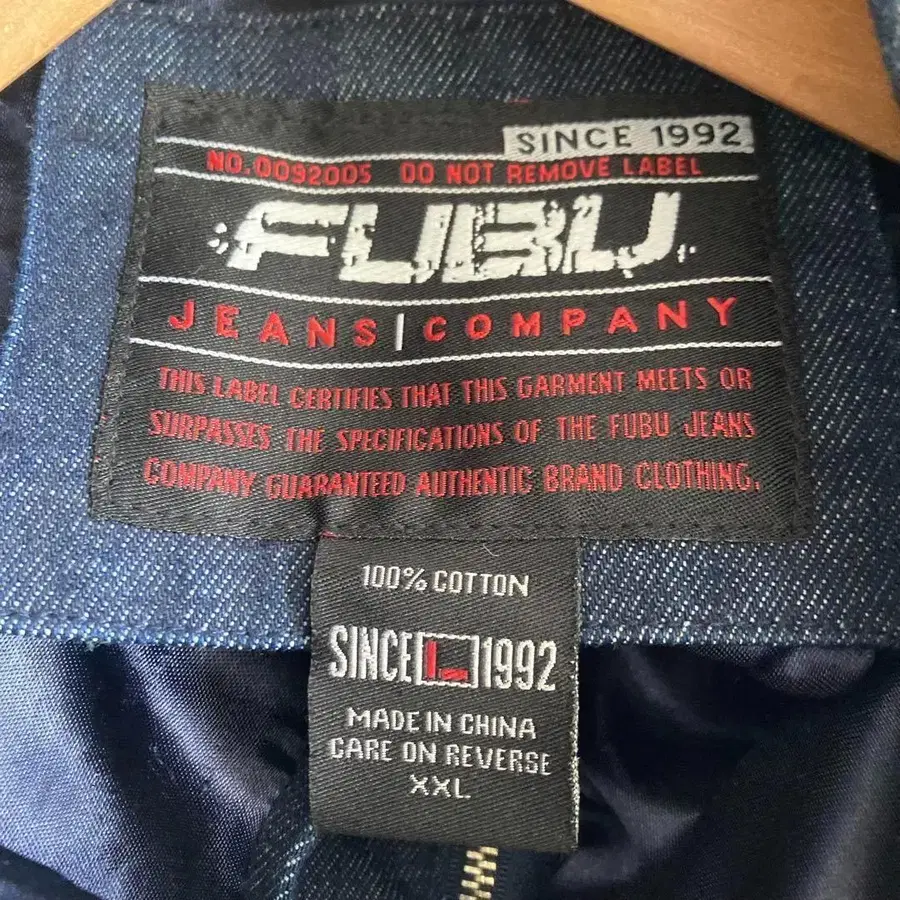 SINCE 1992
NO.0092005 DO NOT REMOVE LABEL
FUBU
JEANS|COMPANY
THIS LABEL CERTIFIES THAT THIS GARMENT MEETS OR
SURPASSES THE SPECIFICATIONS OF THE FUBU JEANS
COMPANY GUARANTEED AUTHENTIC BRAND CLOTHING.
100% COTTON
SINCE 1992
MADE IN CHINA
CARE ON REVERSE
XXL